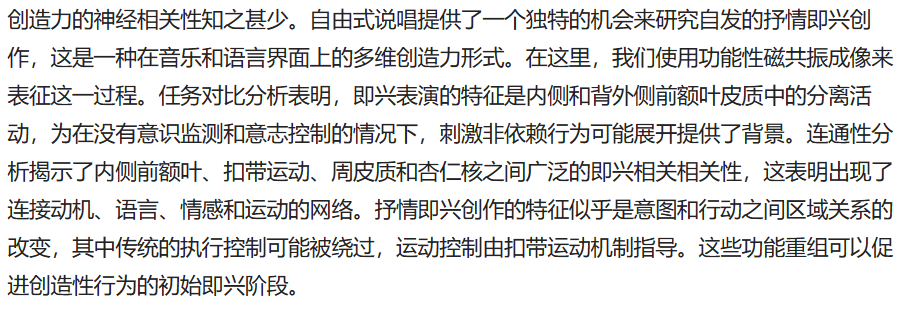 创造力的神经相关性知之甚少。自由式说唱提供了一个独特的机会来研究自发的抒情即兴创
作，这是一种在音乐和语言界面上的多维创造力形式。在这里，我们使用功能性磁共振成像来
表征这一过程。任务对比分析表明，即兴表演的特征是内侧和背外侧前额叶皮质中的分离活
动，为在没有意识监测和意志控制的情况下，刺激非依赖行为可能展开提供了背景。连通性分
析揭示了内侧前额叶、扣带运动、周皮质和杏仁核之间广泛的即兴相关相关性，这表明出现了
连接动机、语言、情感和运动的网络。抒情即兴创作的特征似乎是意图和行动之间区域关系的
改变，其中传统的执行控制可能被绕过，运动控制由扣带运动机制指导。这些功能重组可以促
进创造性行为的初始即兴阶段。